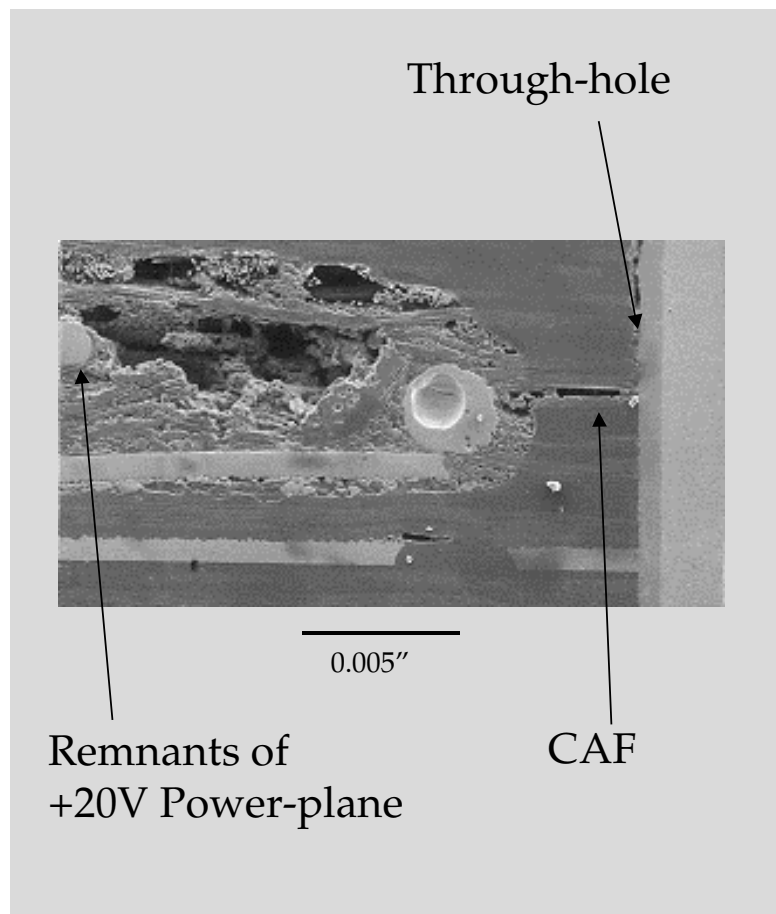 Through-hole
0.005”
Remnants of
+20V Power-plane
CAF